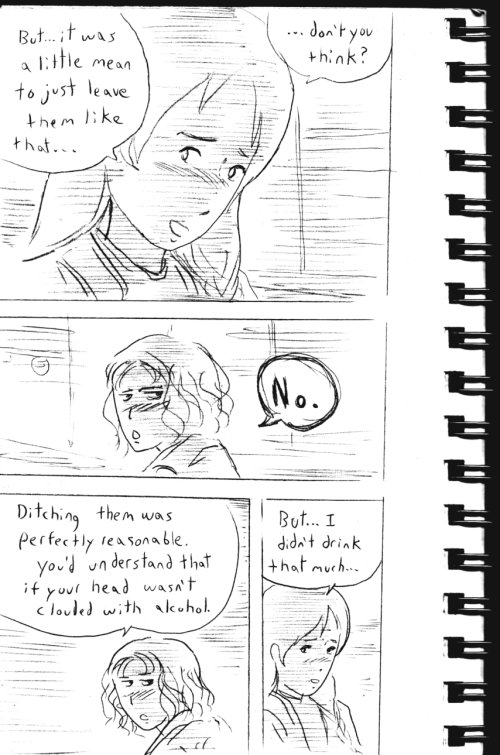 But... it was
a little mean
to just leave
them like
that...
...don't you
think?
No.
Ditching them was
perfectly reasonable.
you'd understand that
if your head wasn't
clouded with alcohol.
But... I
didn't drink
that much...